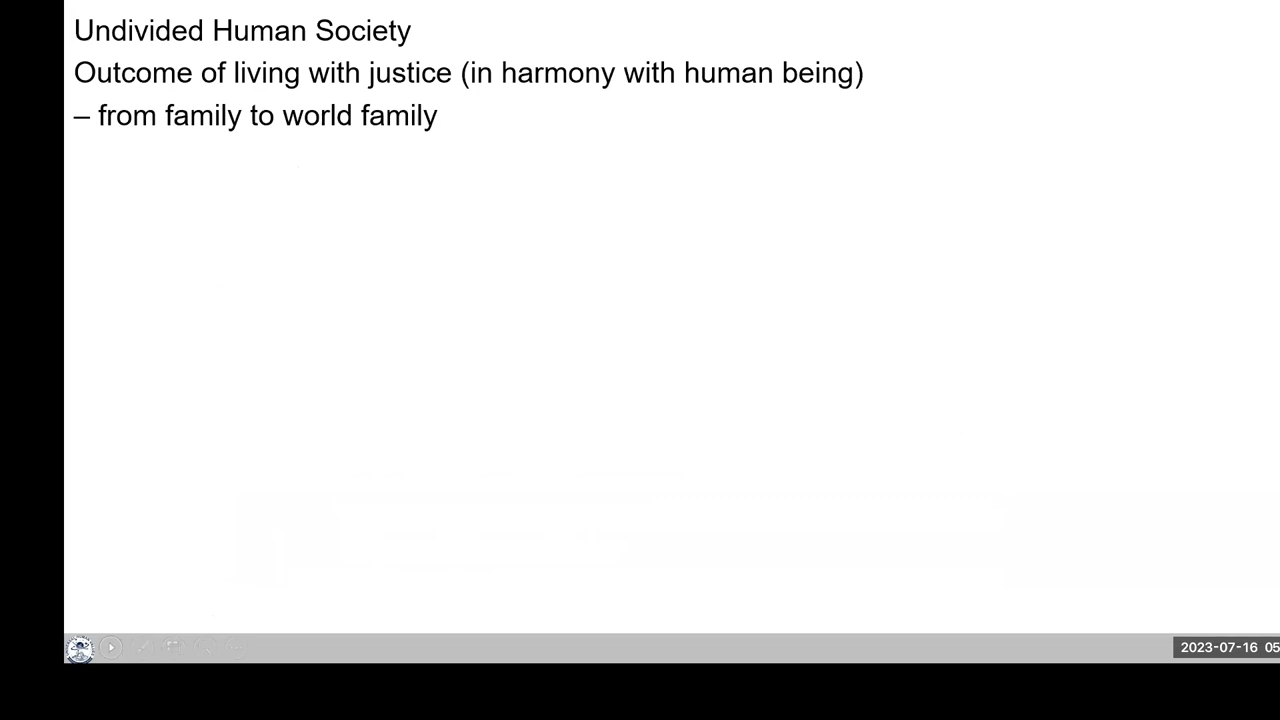 Undivided Human Society
Outcome of living with justice (in harmony with human being)
– from family to world family
2023-07-16 05